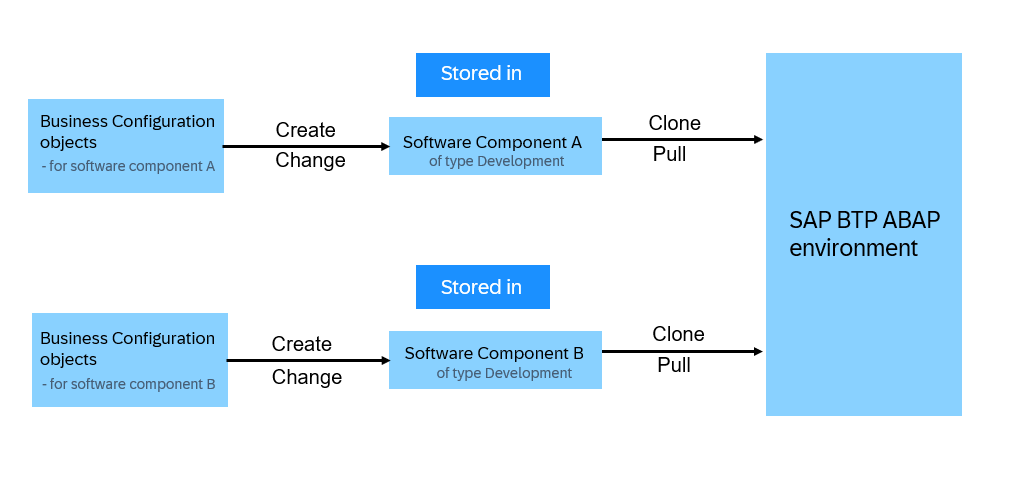 Stored in
Business Configuration
objects
- for software component A
Create
Change
Software Component A
of type Development
Clone
Pull
SAP BTP ABAP
environment
Stored in
Business Configuration
objects
- for software component B
Create
Change
Software Component B
of type Development
Clone
Pull